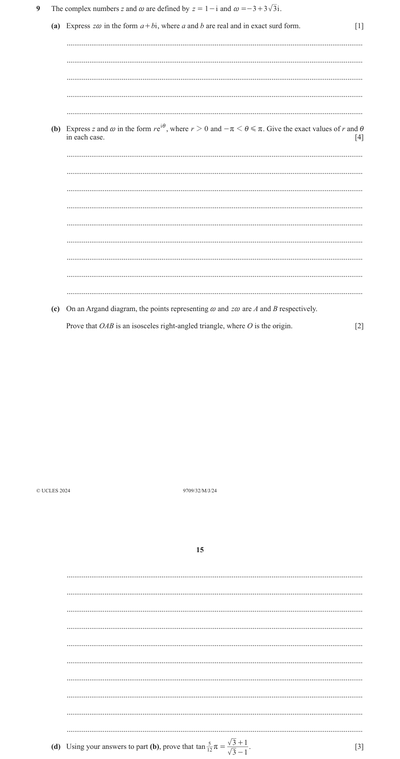 9 The complex numbers z and ω are defined by z = 1 − i and ω = −3 + 3√3i.
(a) Express zω in the form a + bi, where a and b are real and in exact surd form. [1]
(b) Express z and ω in the form re^{iθ}, where r > 0 and −π < θ ⩽ π. Give the exact values of r and θ
in each case. [4]
(c) On an Argand diagram, the points representing ω and zω are A and B respectively.
Prove that OAB is an isosceles right-angled triangle, where O is the origin. [2]
© UCLES 2024 9709/32/M/J/24
15
(d) Using your answers to part (b), prove that tan 5/12 π = (√3 + 1)/(√3 − 1). [3]